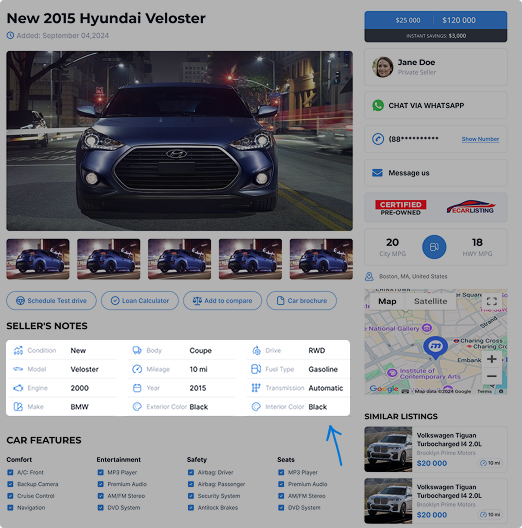 New 2015 Hyundai Veloster
Added: September 04,2024
$25 000
$120 000
INSTANT SAVINGS: $3,000
Jane Doe
Private Seller
CHAT VIA WHATSAPP
(88**********
Show Number
Message us
CERTIFIED
PRE-OWNED
ECARLISTING
20
City MPG
18
HWY MPG
Boston, MA, United States
Schedule Test drive
Loan Calculator
Add to compare
Car brochure
SELLER'S NOTES
Condition New
Body Coupe
Drive RWD
Model Veloster
Mileage 10 mi
Fuel Type Gasoline
Engine 2000
Year 2015
Transmission Automatic
Make BMW
Exterior Color Black
Interior Color Black
Map
Satellite
Leicester Square
Strand
National Gallery
Charing Cross
Embank
Institute of
Contemporary Arts
Google
Map data ©2024 Google
Terms
CAR FEATURES
Comfort
A/C: Front
Backup Camera
Cruise Control
Navigation
Entertainment
MP3 Player
Premium Audio
AM/FM Stereo
DVD System
Safety
Airbag: Driver
Airbag: Passenger
Security System
Antilock Brakes
Seats
MP3 Player
Premium Audio
AM/FM Stereo
DVD System
SIMILAR LISTINGS
Volkswagen Tiguan
Turbocharged I4 2.0L
Brooklyn Prime Motors
$20 000
10 mi
Volkswagen Tiguan
Turbocharged I4 2.0L
Brooklyn Prime Motors
$20 000
10 mi